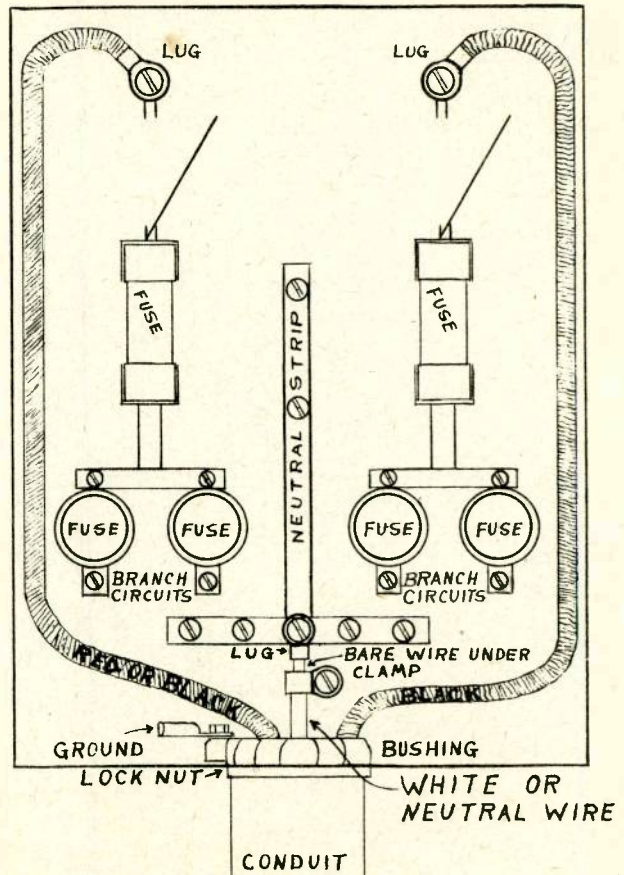 LUG
LUG
FUSE
FUSE
NEUTRAL STRIP
FUSE
FUSE
FUSE
FUSE
BRANCH
CIRCUITS
BRANCH
CIRCUITS
LUG
BARE WIRE UNDER
CLAMP
RED OR BLACK
BLACK
GROUND
BUSHING
LOCK NUT
WHITE OR
NEUTRAL WIRE
CONDUIT